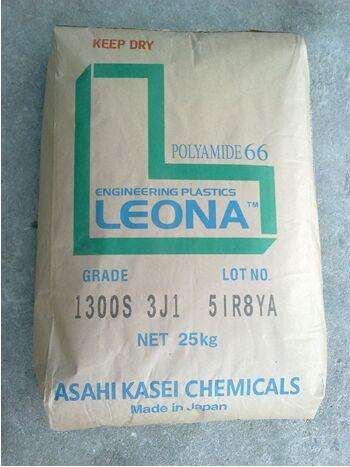 KEEP DRY
POLYAMIDE 66
ENGINEERING PLASTICS
LEONA™
GRADE LOT NO.
1300S 3J1 5IR8YA
NET 25kg
ASAHI KASEI CHEMICALS
Made in Japan